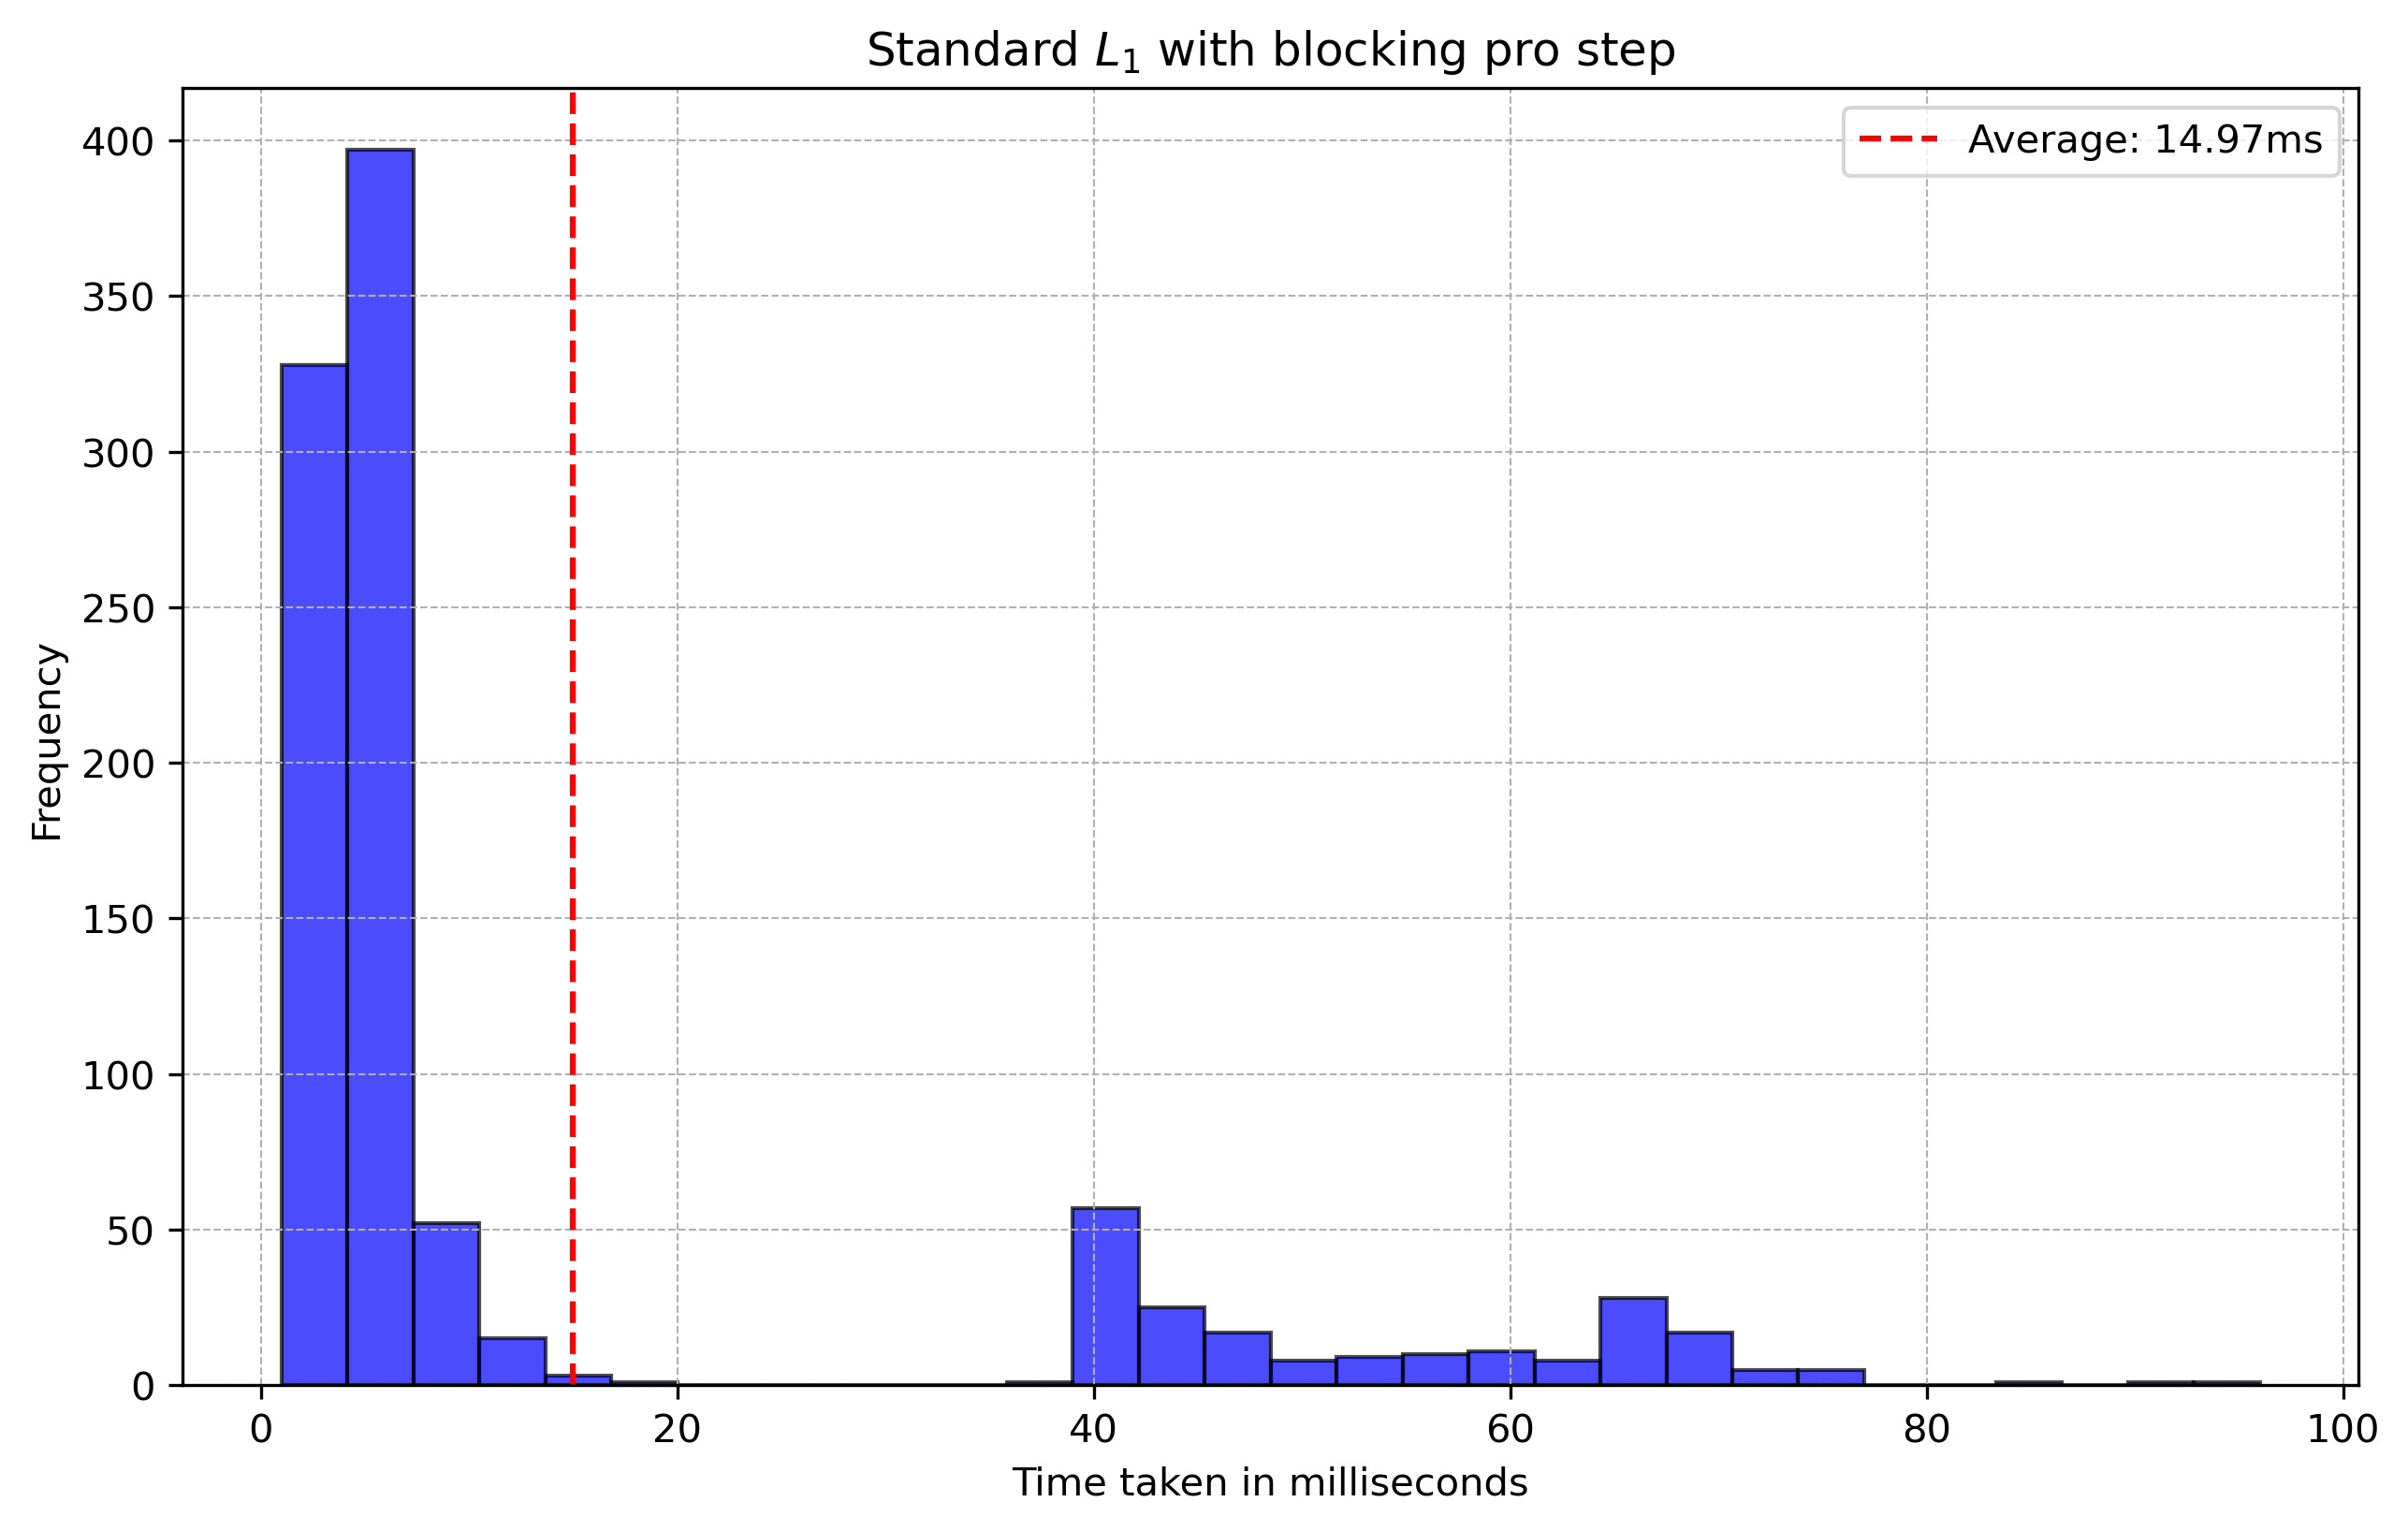 Standard L₁ with blocking pro step
Average: 14.97ms
400
350
300
250
200
150
100
50
0
Frequency
0 20 40 60 80 100
Time taken in milliseconds